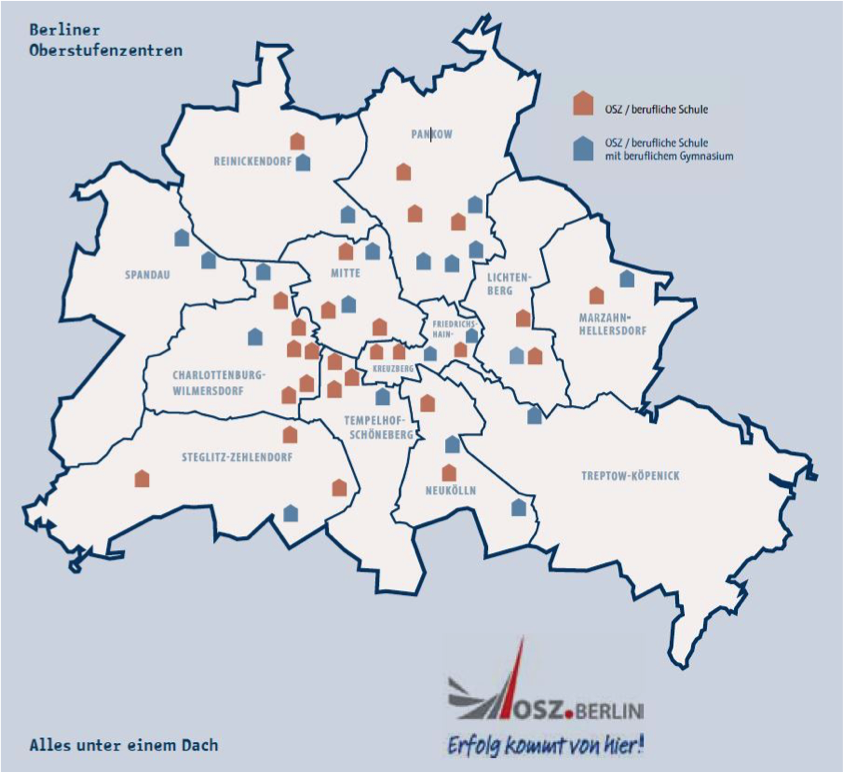 Berliner
Oberstufenzentren
OSZ / berufliche Schule
OSZ / berufliche Schule
mit beruflichem Gymnasium
PANKOW
REINICKENDORF
SPANDAU
MITTE
LICHTEN-
BERG
MARZAHN-
HELLERSDORF
FRIEDRICHS-
HAIN-
KREUZBERG
CHARLOTTENBURG-
WILMERSDORF
TEMPELHOF-
SCHÖNEBERG
STEGLITZ-ZEHLENDORF
NEUKÖLLN
TREPTOW-KÖPENICK
OSZ.BERLIN
Erfolg kommt von hier!
Alles unter einem Dach